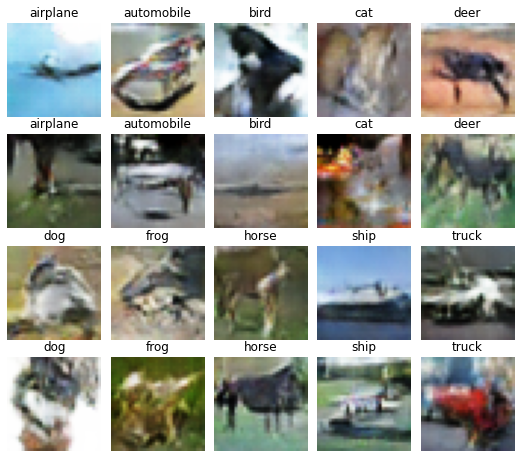 airplane automobile bird cat deer
airplane automobile bird cat deer
dog frog horse ship truck
dog frog horse ship truck